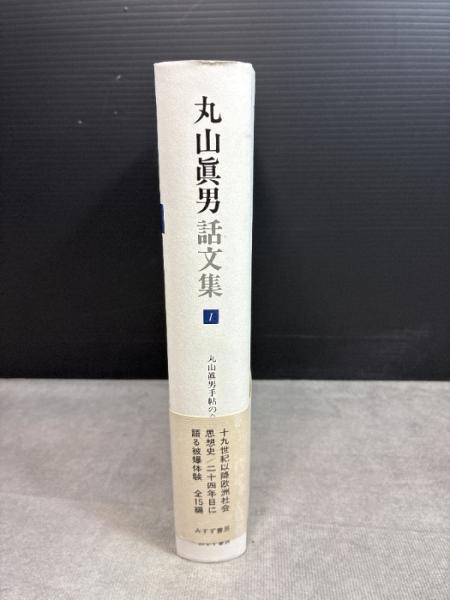 丸山眞男話文集
1
丸山眞男手帖の
十九世紀以降欧洲社会
思想史／二十四年目に
語る被爆体験　全15編
みすず書房